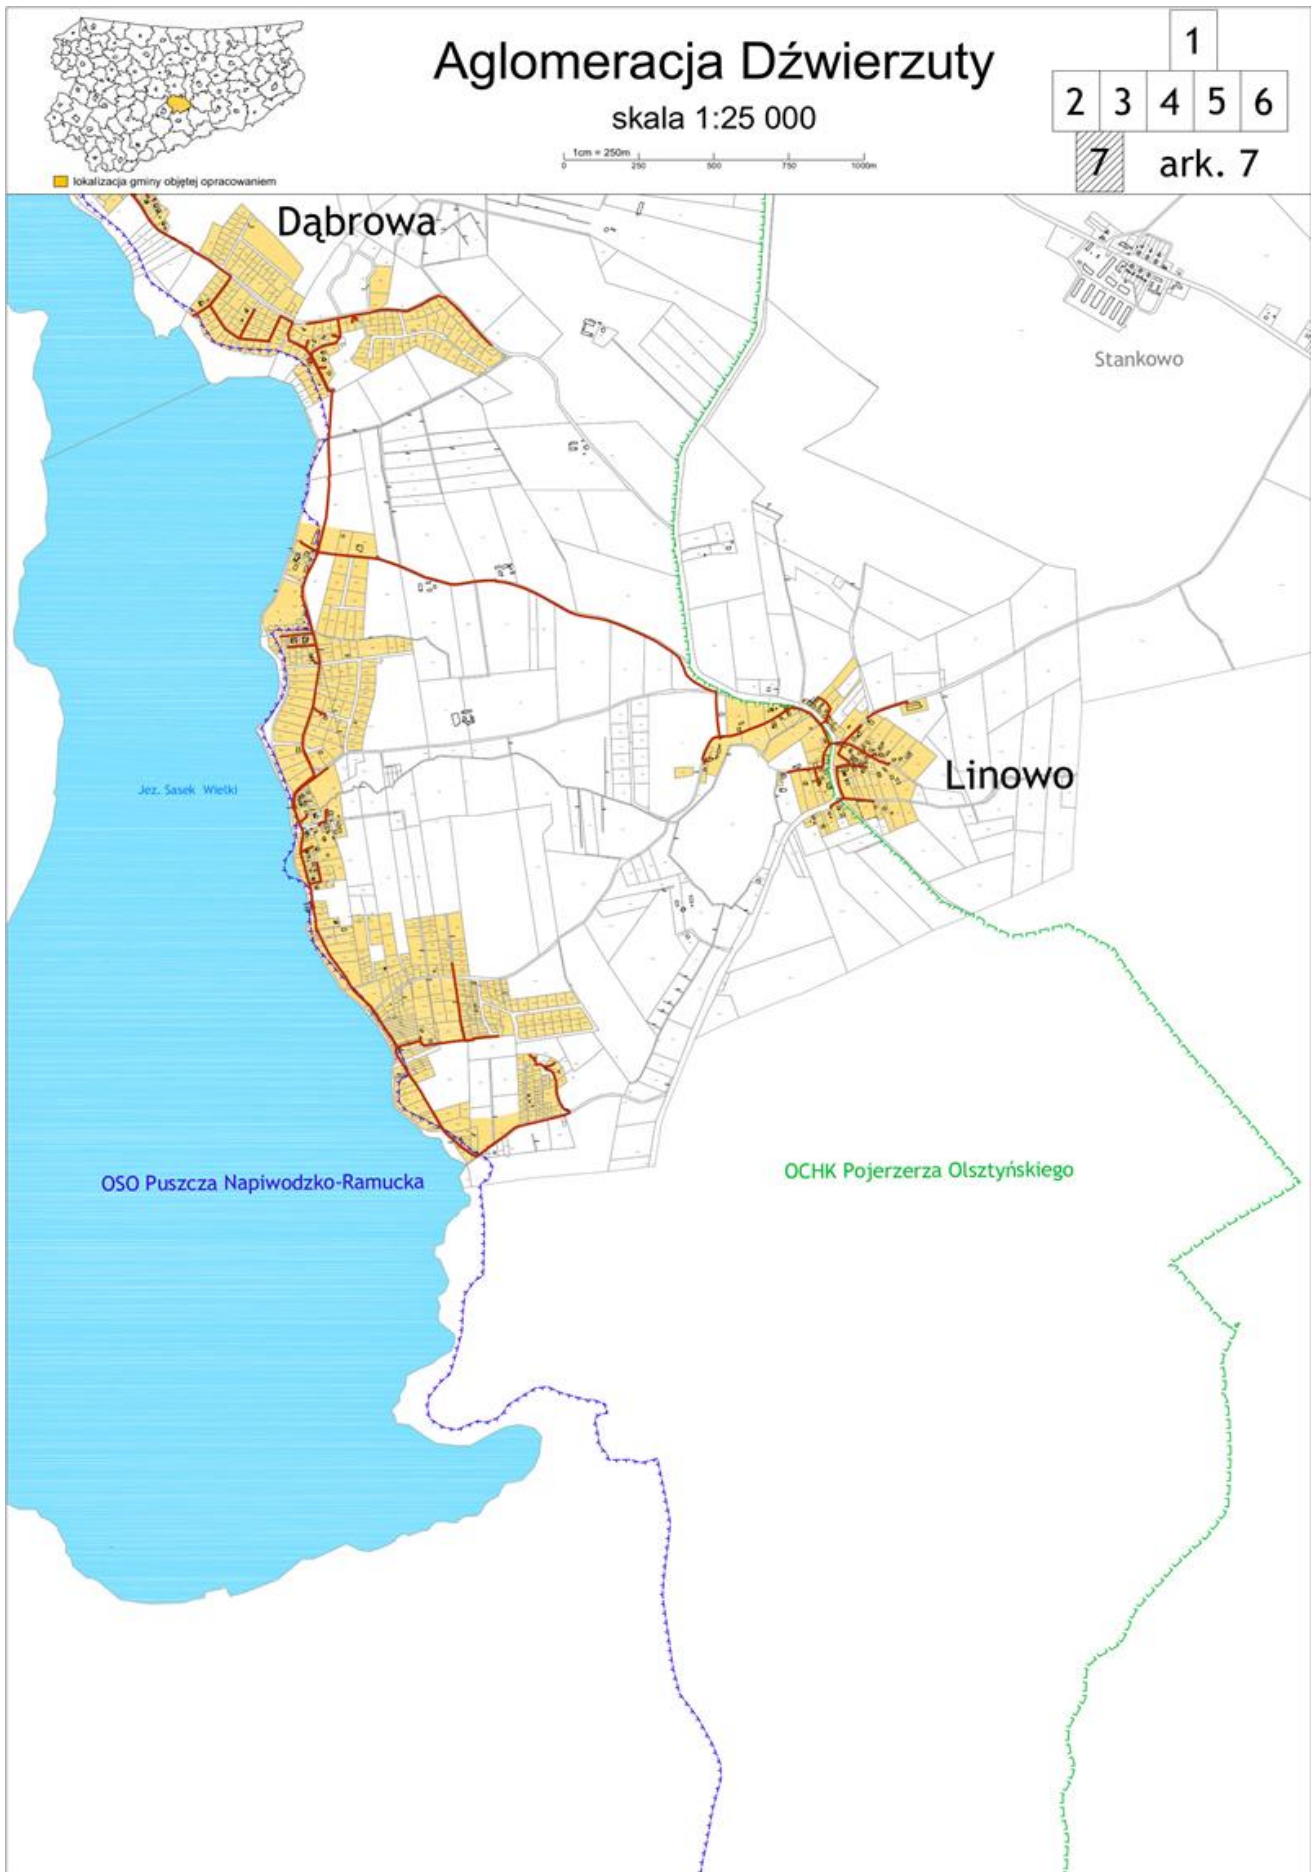 Aglomeracja Dźwierzuty
skala 1:25 000
1cm = 250m
0 250 500 750 1000m
lokalizacja gminy objętej opracowaniem
1
2 3 4 5 6
7 ark. 7
Dąbrowa
Stankowo
Linowo
Jez. Sasek Wielki
OSO Puszcza Napiwodzko-Ramucka
OCHK Pojerzerza Olsztyńskiego